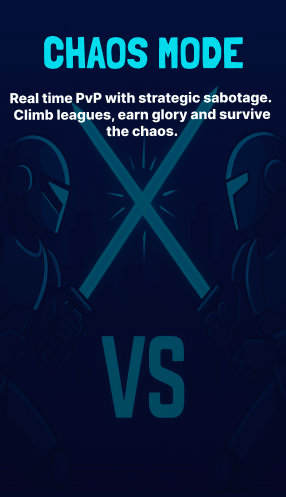 CHAOS MODE
Real time PvP with strategic sabotage.
Climb leagues, earn glory and survive
the chaos.
VS